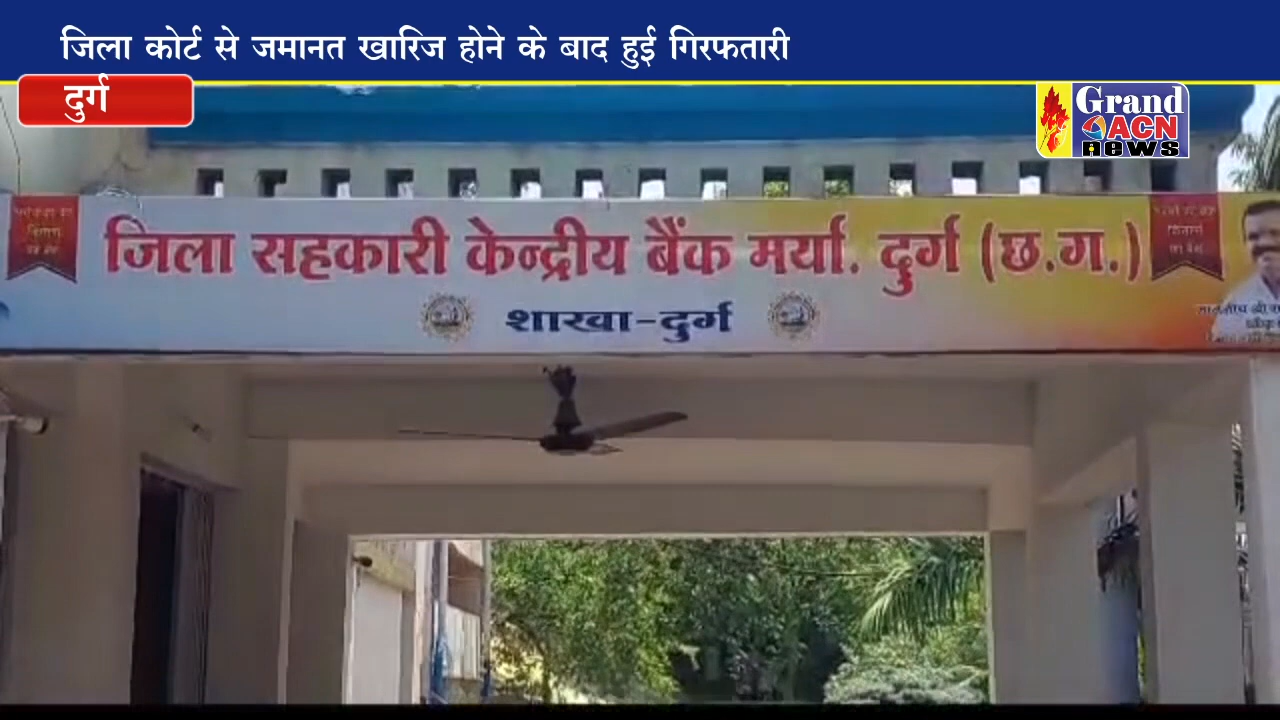 जिला कोर्ट से जमानत खारिज होने के बाद हुई गिरफतारी
दुर्ग
Grand
ACN
news
जिला सहकारी केन्द्रीय बैंक मर्या. दुर्ग (छ.ग.)
शाखा-दुर्ग